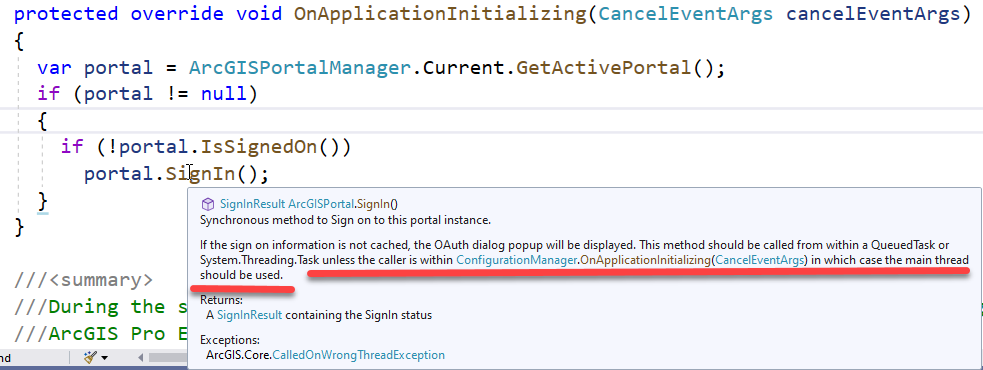 protected override void OnApplicationInitializing(CancelEventArgs cancelEventArgs)
{
var portal = ArcGISPortalManager.Current.GetActivePortal();
if (portal != null)
{
if (!portal.IsSignedOn())
portal.SignIn();
}
}
SignInResult ArcGISPortal.SignIn()
Synchronous method to Sign on to this portal instance.
If the sign on information is not cached, the OAuth dialog popup will be displayed. This method should be called from within a QueuedTask or
System.Threading.Task unless the caller is within ConfigurationManager.OnApplicationInitializing(CancelEventArgs) in which case the main thread
should be used.
Returns:
A SignInResult containing the SignIn status
Exceptions:
ArcGIS.Core.CalledOnWrongThreadException
///<summary>
///During the s
///ArcGIS Pro E
nd